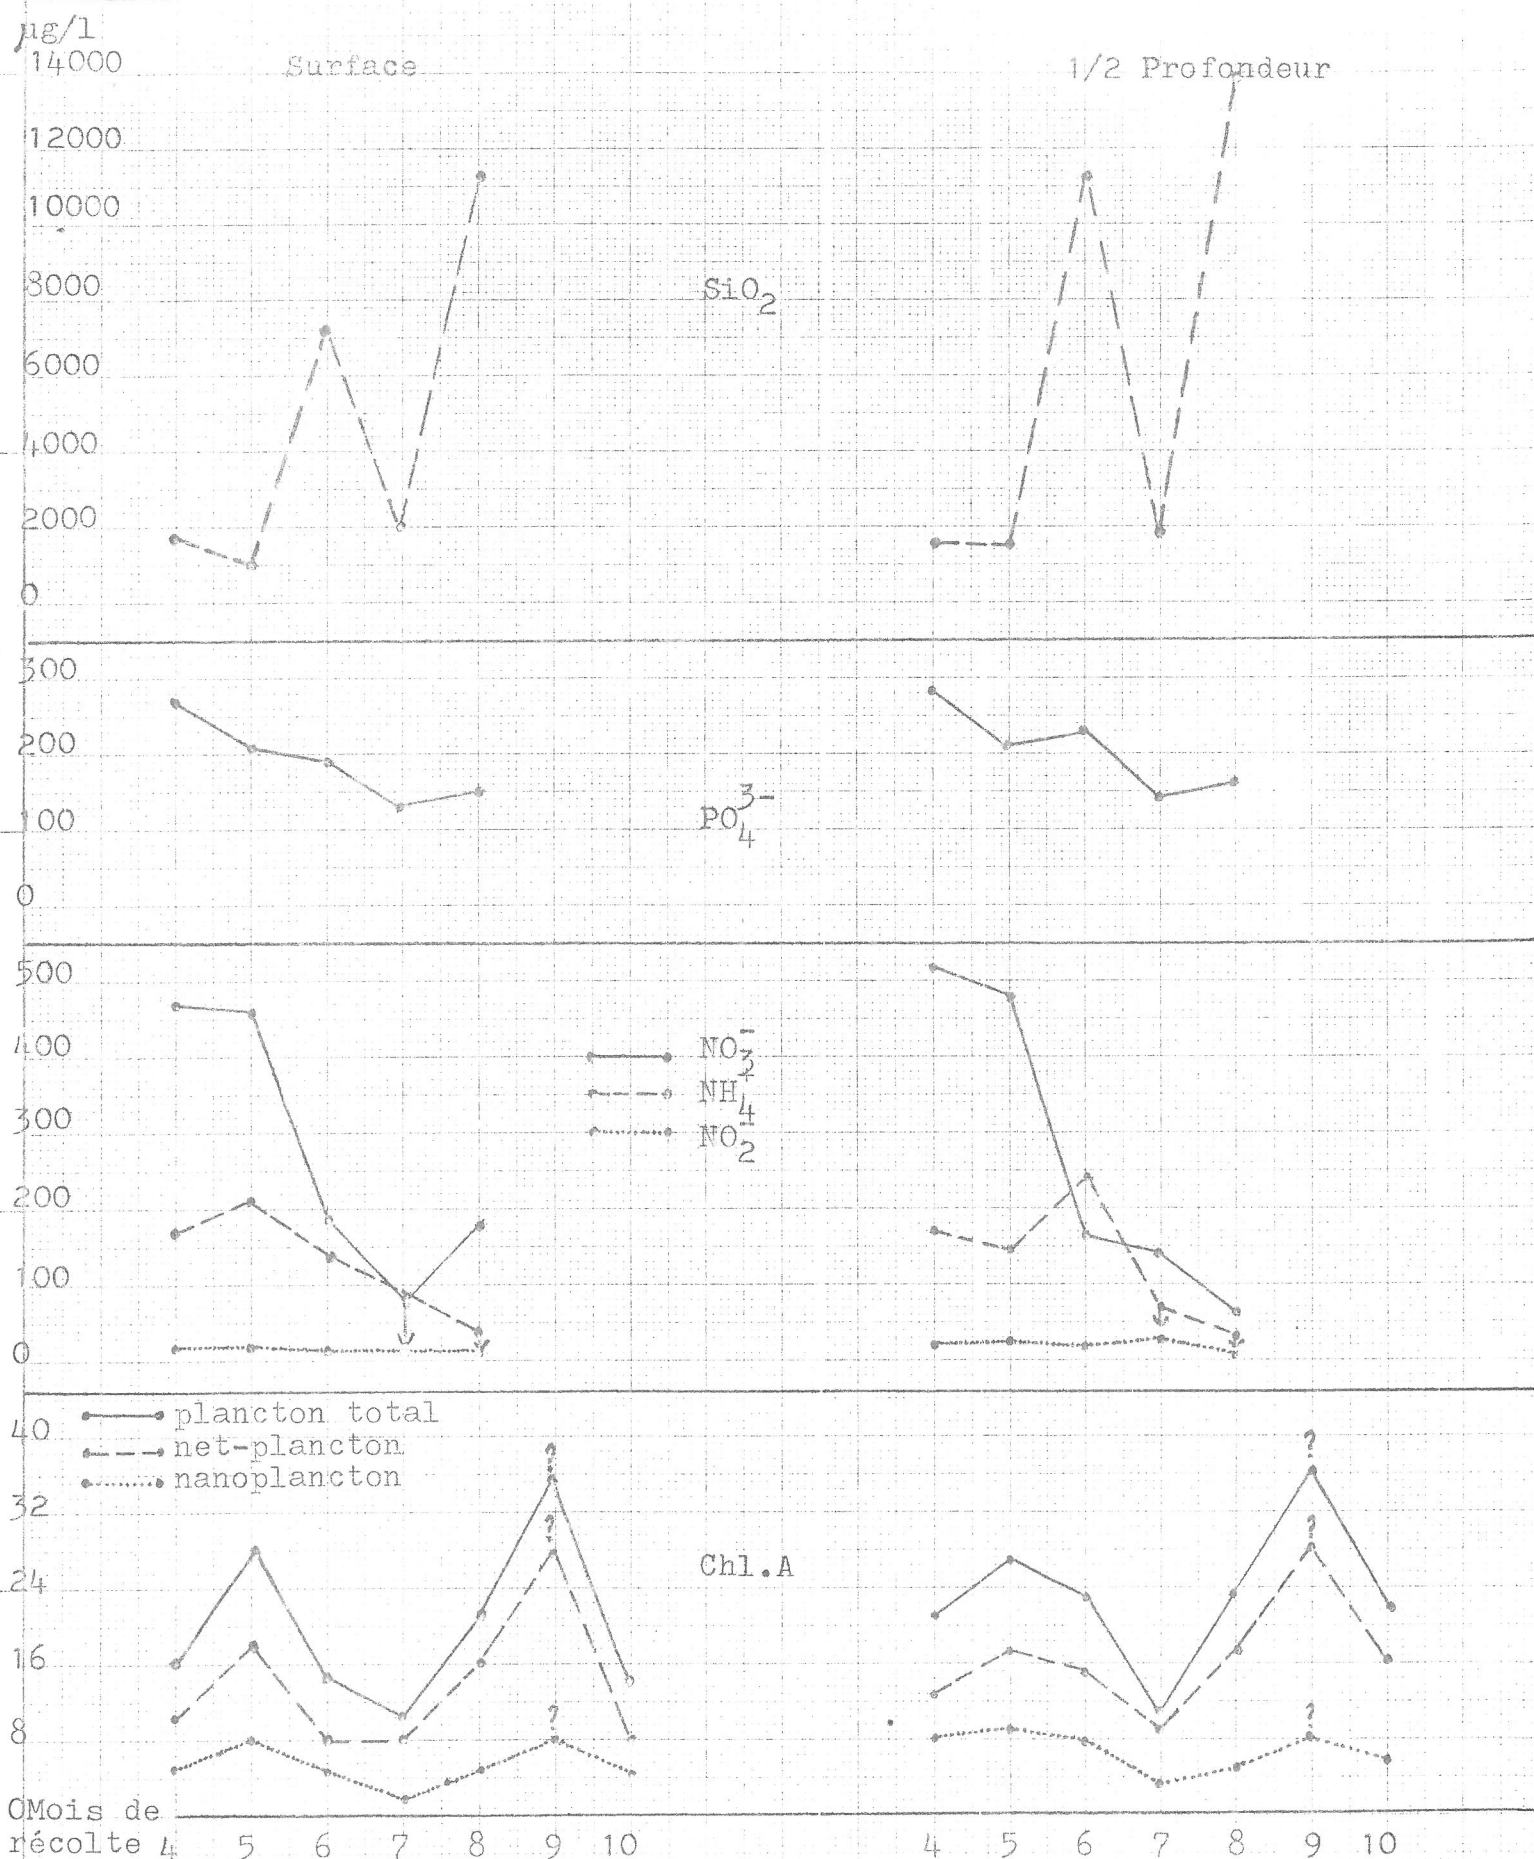 µg/l
Surface
1/2 Profondeur
14000
12000
10000
8000
6000
4000
2000
0
SiO₂
300
200
100
0
PO₄³⁻
500
400
300
200
100
0
NO₃⁻
NH₄⁺
NO₂⁻
plancton total
net-plancton
nanoplancton
40
32
24
16
8
0
? ? ?
? ? ?
Chl.A
Mois de
récolte 4 5 6 7 8 9 10 4 5 6 7 8 9 10